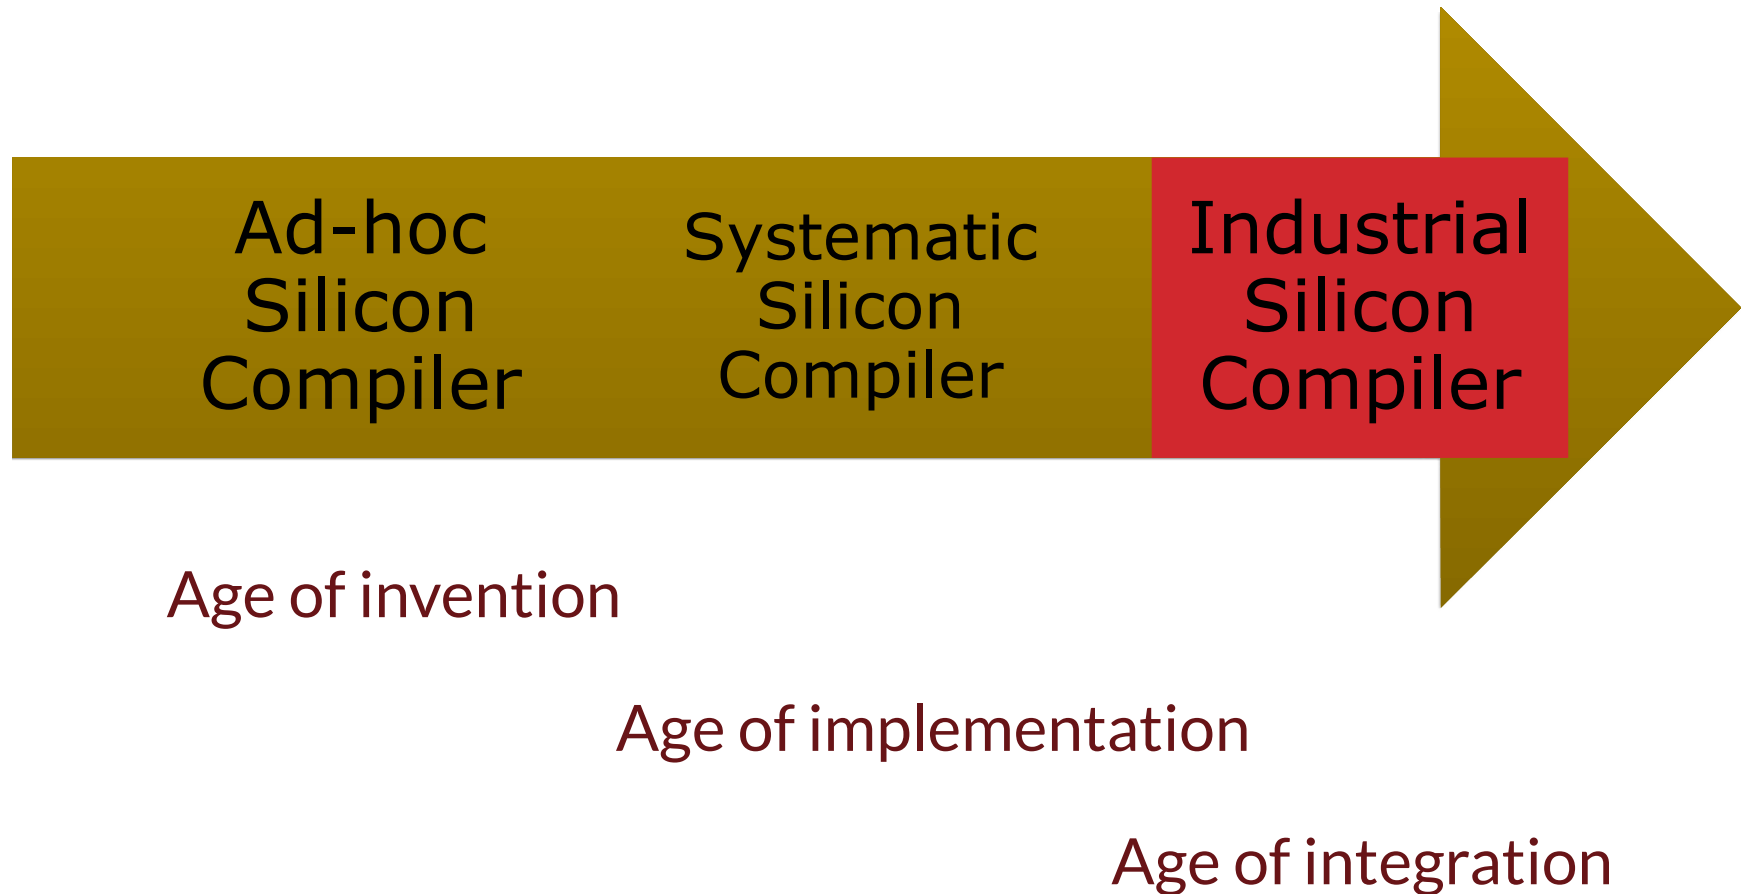 Ad-hoc
Silicon
Compiler
Systematic
Silicon
Compiler
Industrial
Silicon
Compiler
Age of invention
Age of implementation
Age of integration